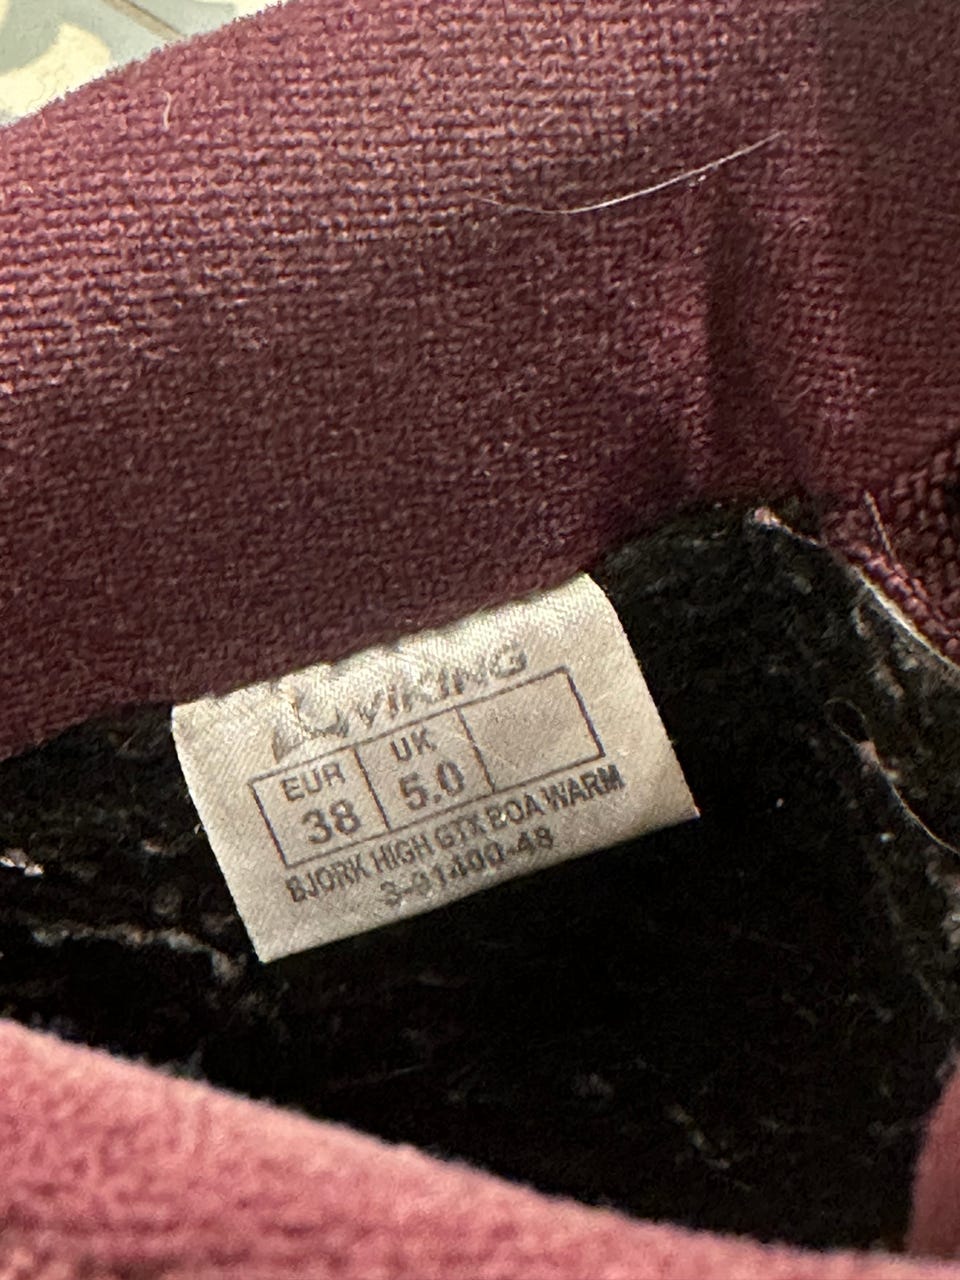 VIKING
EUR UK
38 5.0
BJORK HIGH GTX BOA WARM
3-91400-48